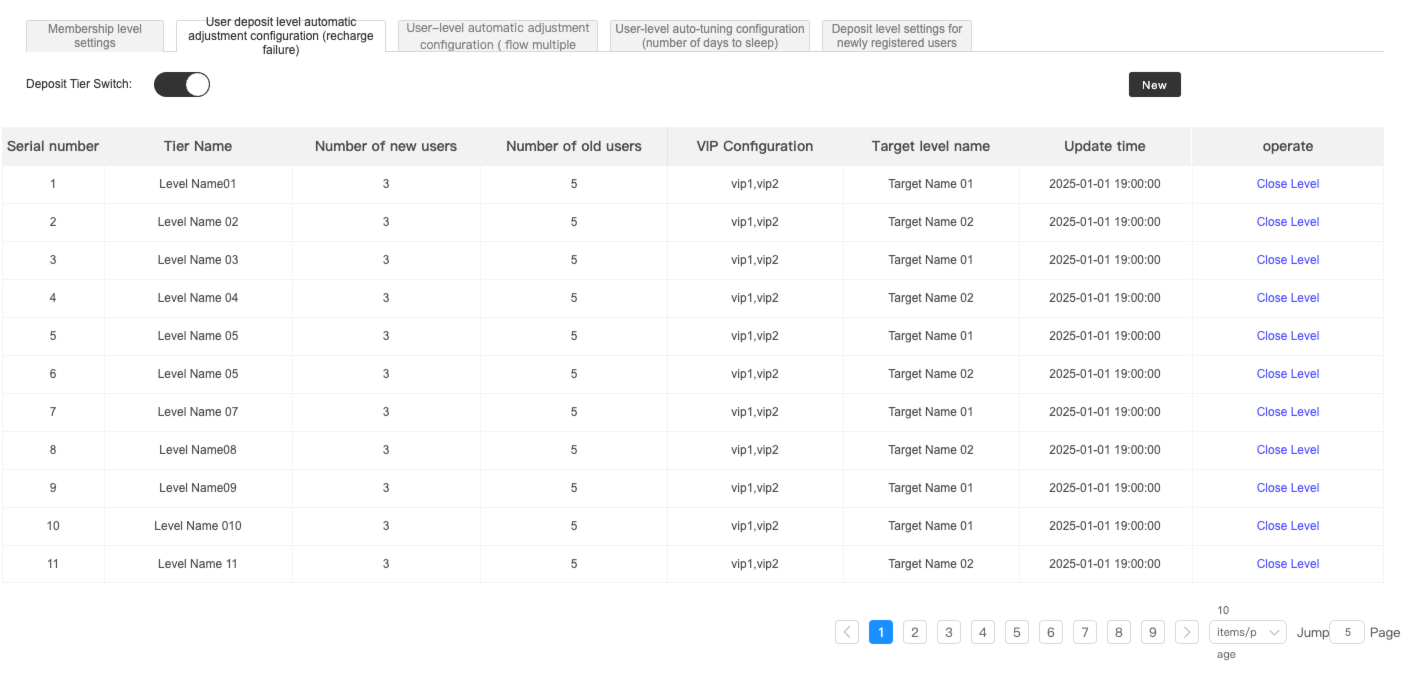 Membership level
settings
User deposit level automatic
adjustment configuration (recharge
failure)
User-level automatic adjustment
configuration ( flow multiple
User-level auto-tuning configuration
(number of days to sleep)
Deposit level settings for
newly registered users
Deposit Tier Switch:
New
Serial number Tier Name Number of new users Number of old users VIP Configuration Target level name Update time operate
1 Level Name01 3 5 vip1,vip2 Target Name 01 2025-01-01 19:00:00 Close Level
2 Level Name 02 3 5 vip1,vip2 Target Name 02 2025-01-01 19:00:00 Close Level
3 Level Name 03 3 5 vip1,vip2 Target Name 01 2025-01-01 19:00:00 Close Level
4 Level Name 04 3 5 vip1,vip2 Target Name 02 2025-01-01 19:00:00 Close Level
5 Level Name 05 3 5 vip1,vip2 Target Name 01 2025-01-01 19:00:00 Close Level
6 Level Name 05 3 5 vip1,vip2 Target Name 02 2025-01-01 19:00:00 Close Level
7 Level Name 07 3 5 vip1,vip2 Target Name 01 2025-01-01 19:00:00 Close Level
8 Level Name08 3 5 vip1,vip2 Target Name 02 2025-01-01 19:00:00 Close Level
9 Level Name09 3 5 vip1,vip2 Target Name 01 2025-01-01 19:00:00 Close Level
10 Level Name 010 3 5 vip1,vip2 Target Name 01 2025-01-01 19:00:00 Close Level
11 Level Name 11 3 5 vip1,vip2 Target Name 02 2025-01-01 19:00:00 Close Level
1 2 3 4 5 6 7 8 9
10
items/p
age
Jump 5 Page